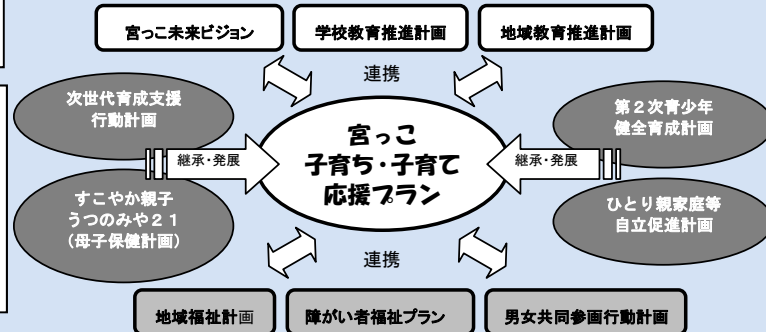 宮っこ未来ビジョン
学校教育推進計画
地域教育推進計画
連携
次世代育成支援
行動計画
第2次青少年
健全育成計画
宮っこ
子育ち・子育て
応援プラン
継承・発展
継承・発展
すこやか親子
うつのみや21
(母子保健計画)
ひとり親家庭等
自立促進計画
連携
地域福祉計画
障がい者福祉プラン
男女共同参画行動計画